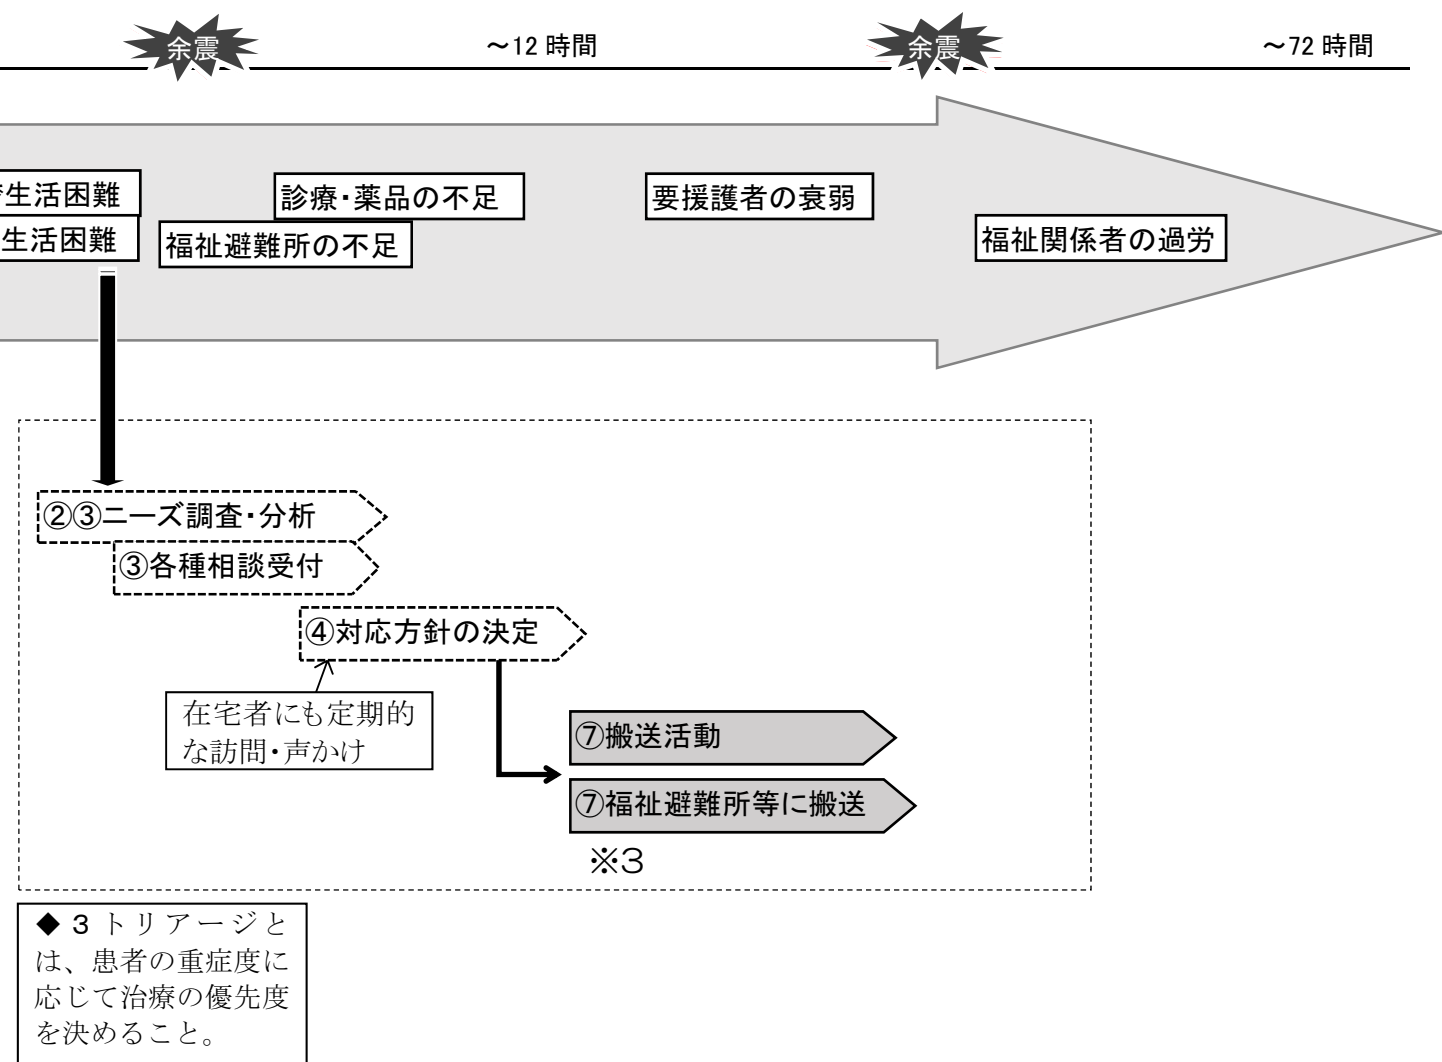 余震
～12 時間
余震
～72 時間
生活困難
診療・薬品の不足
要援護者の衰弱
生活困難
福祉避難所の不足
福祉関係者の過労
②③ニーズ調査・分析
③各種相談受付
④対応方針の決定
在宅者にも定期的
な訪問・声かけ
⑦搬送活動
⑦福祉避難所等に搬送
※３
◆３トリアージと
は、患者の重症度に
応じて治療の優先度
を決めること。